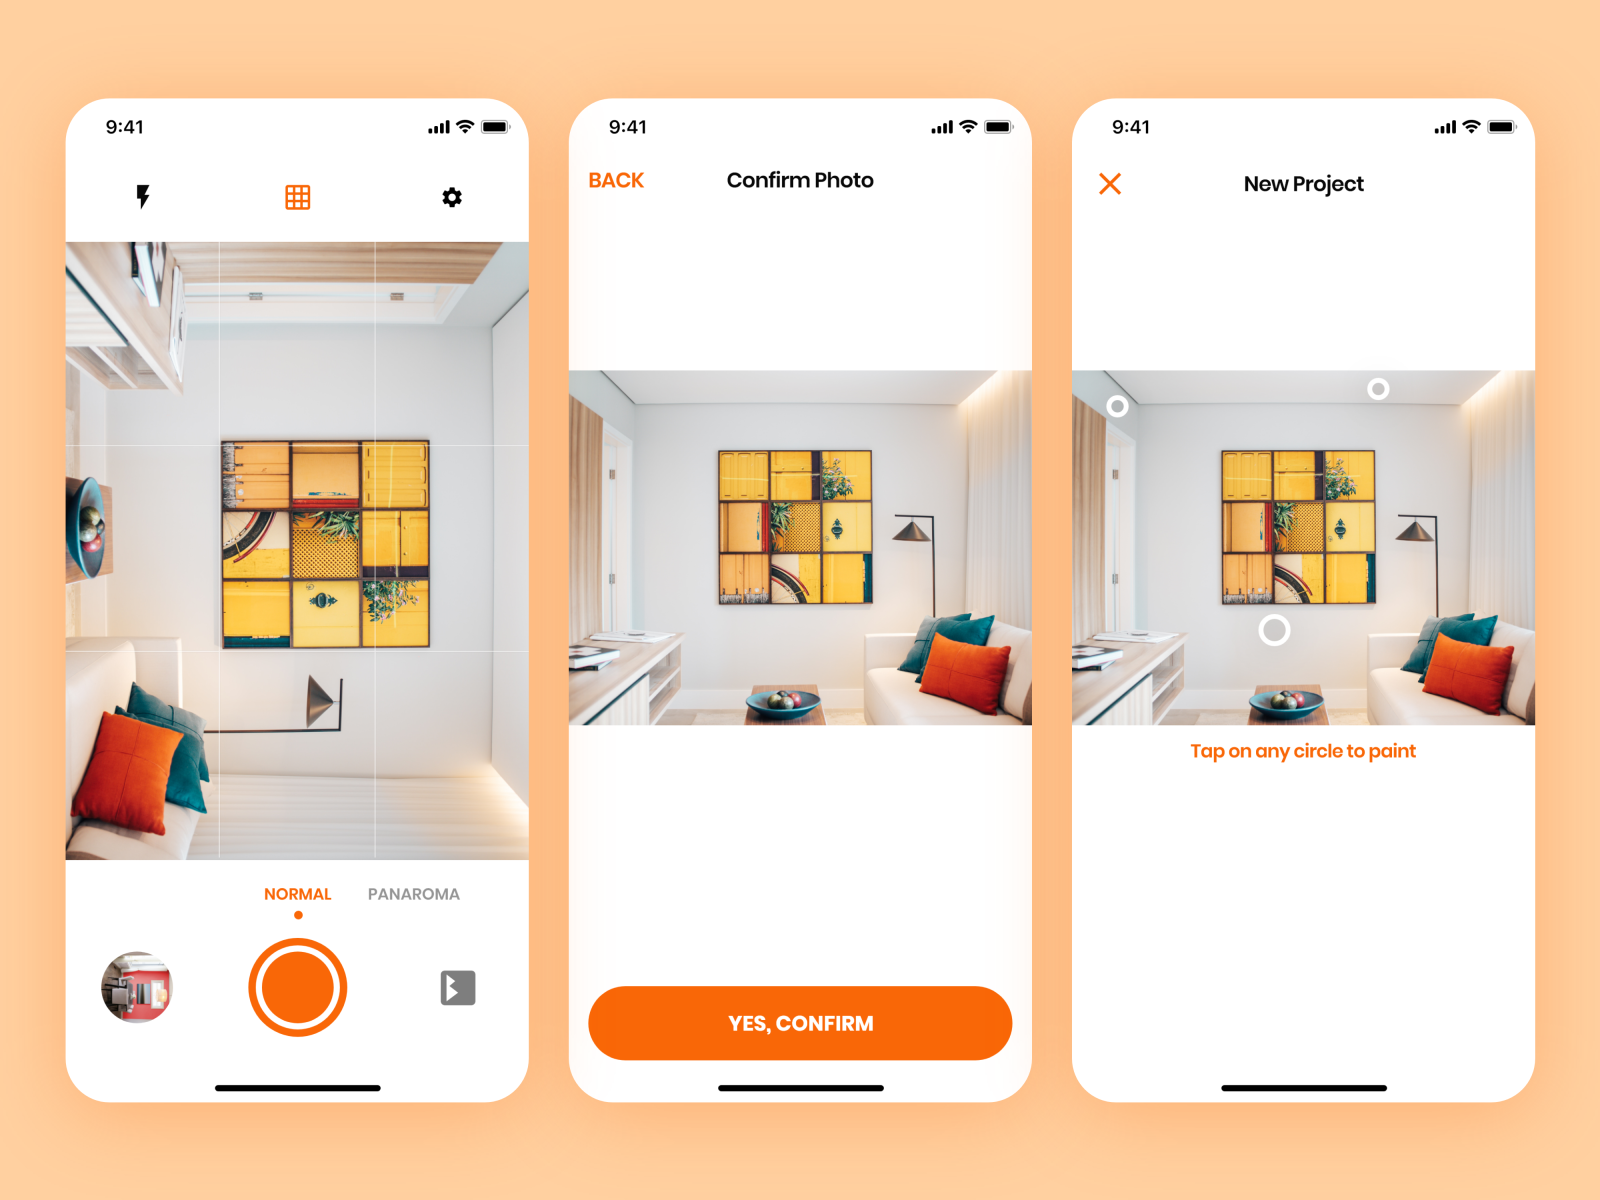 9:41
NORMAL PANAROMA
9:41
BACK Confirm Photo
YES, CONFIRM
9:41
New Project
Tap on any circle to paint